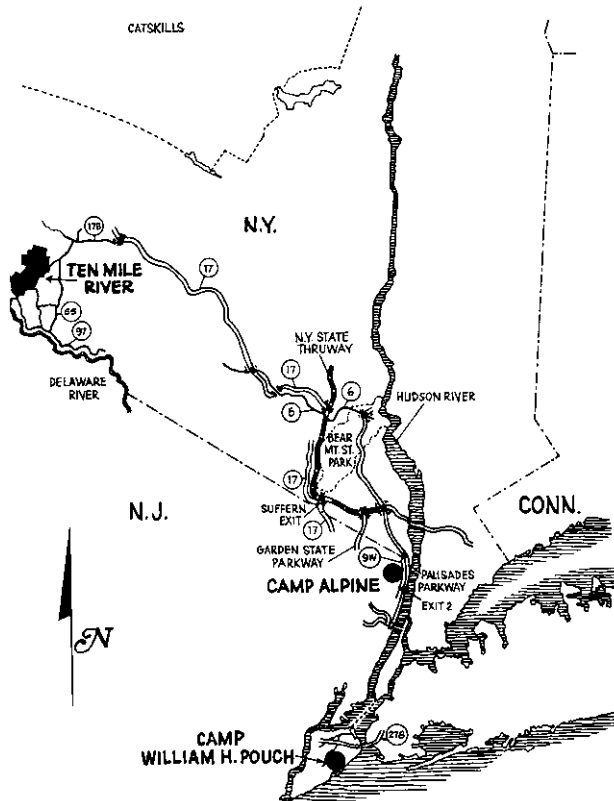 CATSKILLS
N.Y.
17B
TEN MILE
RIVER
17
55
97
DELAWARE
RIVER
N.Y. STATE
THRUWAY
17
6
6
HUDSON RIVER
BEAR
MT. ST.
PARK
17
N.J.
SUFFERN
EXIT
17
CONN.
GARDEN STATE
PARKWAY
9W
CAMP ALPINE
PALISADES
PARKWAY
EXIT 2
N
CAMP
WILLIAM H. POUCH
278